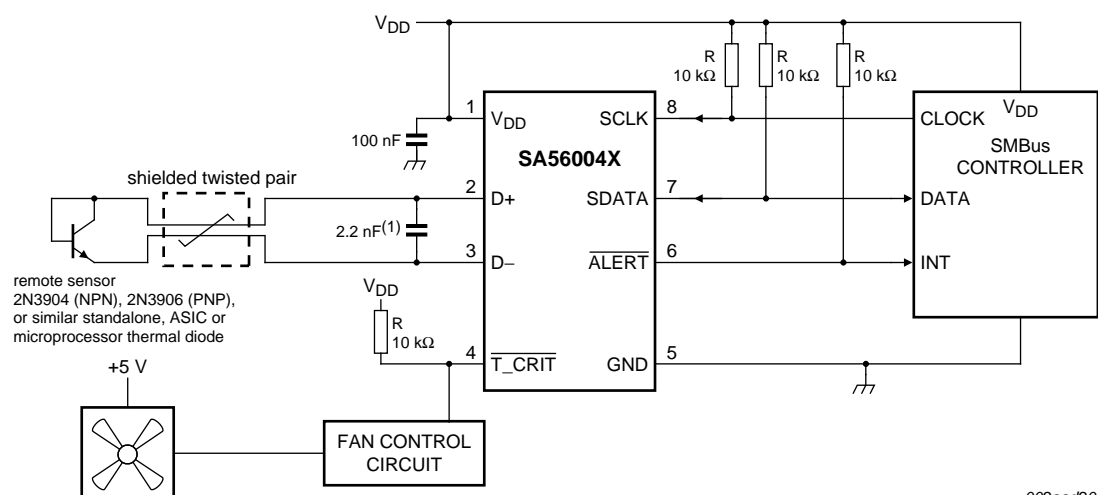 VDD
R
10 kΩ
R
10 kΩ
R
10 kΩ
1
VDD
SCLK
8
CLOCK
VDD
SMBus
CONTROLLER
100 nF
SA56004X
shielded twisted pair
2
D+
SDATA
7
DATA
2.2 nF(1)
3
D−
ALERT
6
INT
remote sensor
2N3904 (NPN), 2N3906 (PNP),
or similar standalone, ASIC or
microprocessor thermal diode
VDD
R
10 kΩ
4
T_CRIT
GND
5
+5 V
FAN CONTROL
CIRCUIT